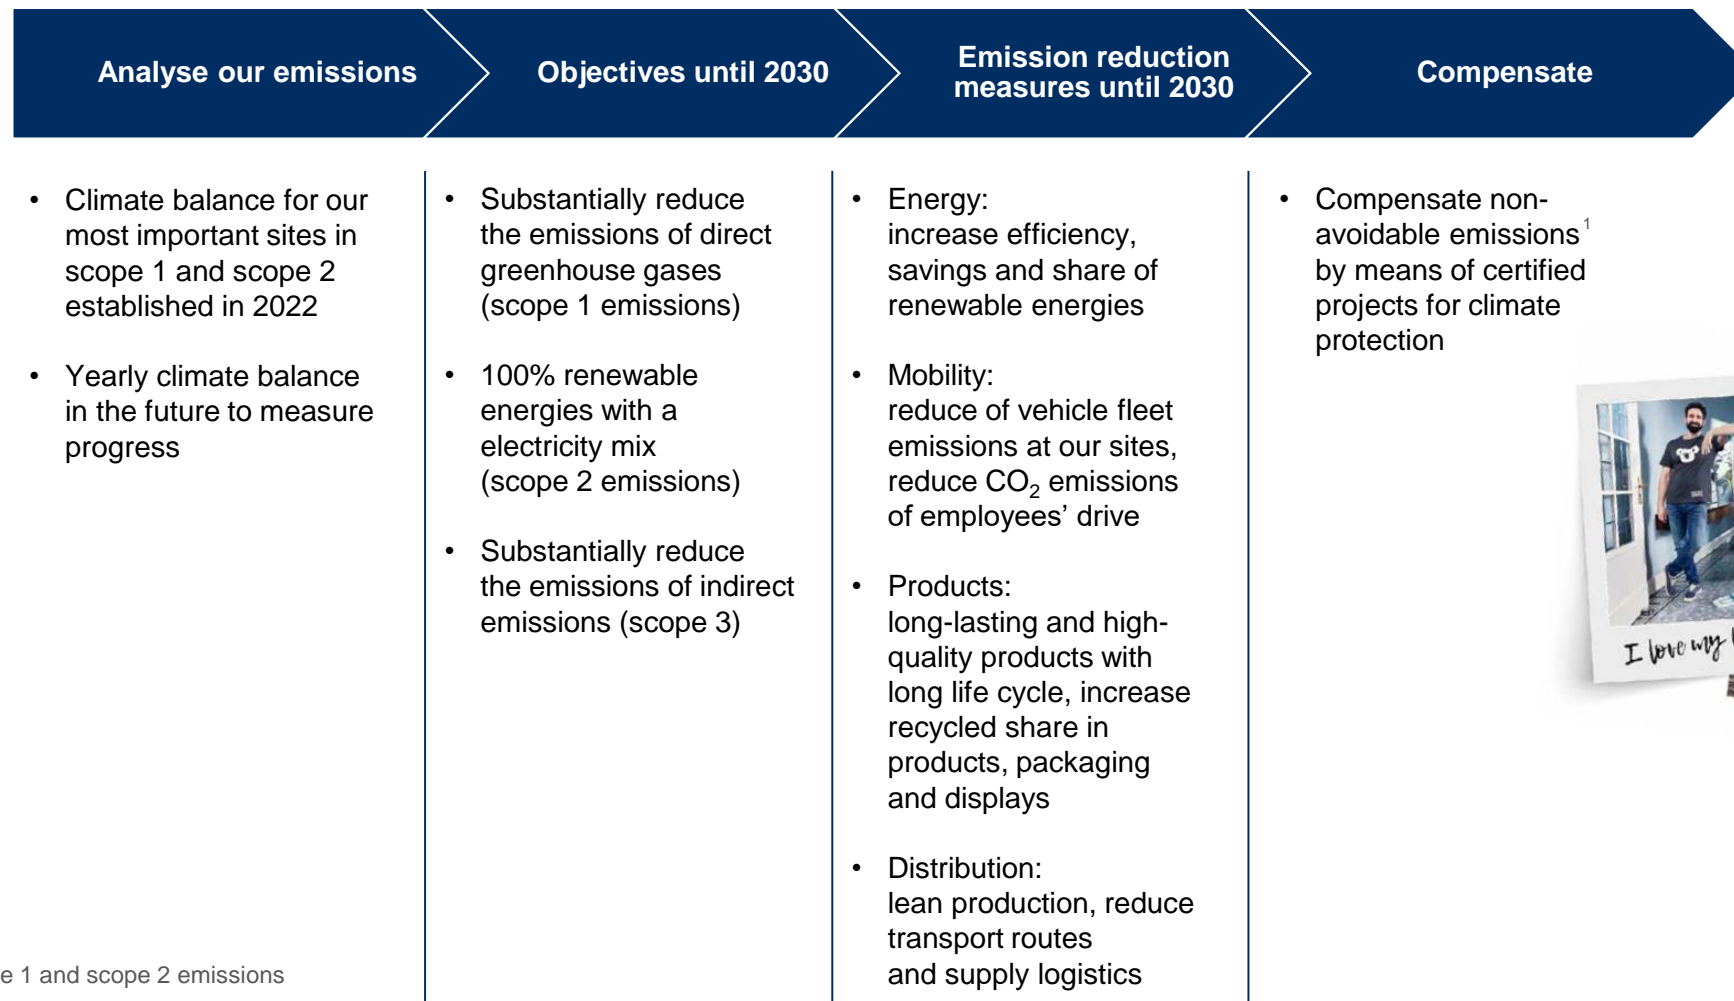 Analyse our emissions
Objectives until 2030
Emission reduction
measures until 2030
Compensate
• Climate balance for our
most important sites in
scope 1 and scope 2
established in 2022
• Yearly climate balance
in the future to measure
progress
• Substantially reduce
the emissions of direct
greenhouse gases
(scope 1 emissions)
• 100% renewable
energies with a
electricity mix
(scope 2 emissions)
• Substantially reduce
the emissions of indirect
emissions (scope 3)
• Energy:
increase efficiency,
savings and share of
renewable energies
• Mobility:
reduce of vehicle fleet
emissions at our sites,
reduce CO₂ emissions
of employees’ drive
• Products:
long-lasting and high-
quality products with
long life cycle, increase
recycled share in
products, packaging
and displays
• Distribution:
lean production, reduce
transport routes
and supply logistics
• Compensate non-
avoidable emissions¹
by means of certified
projects for climate
protection
I love my
e 1 and scope 2 emissions